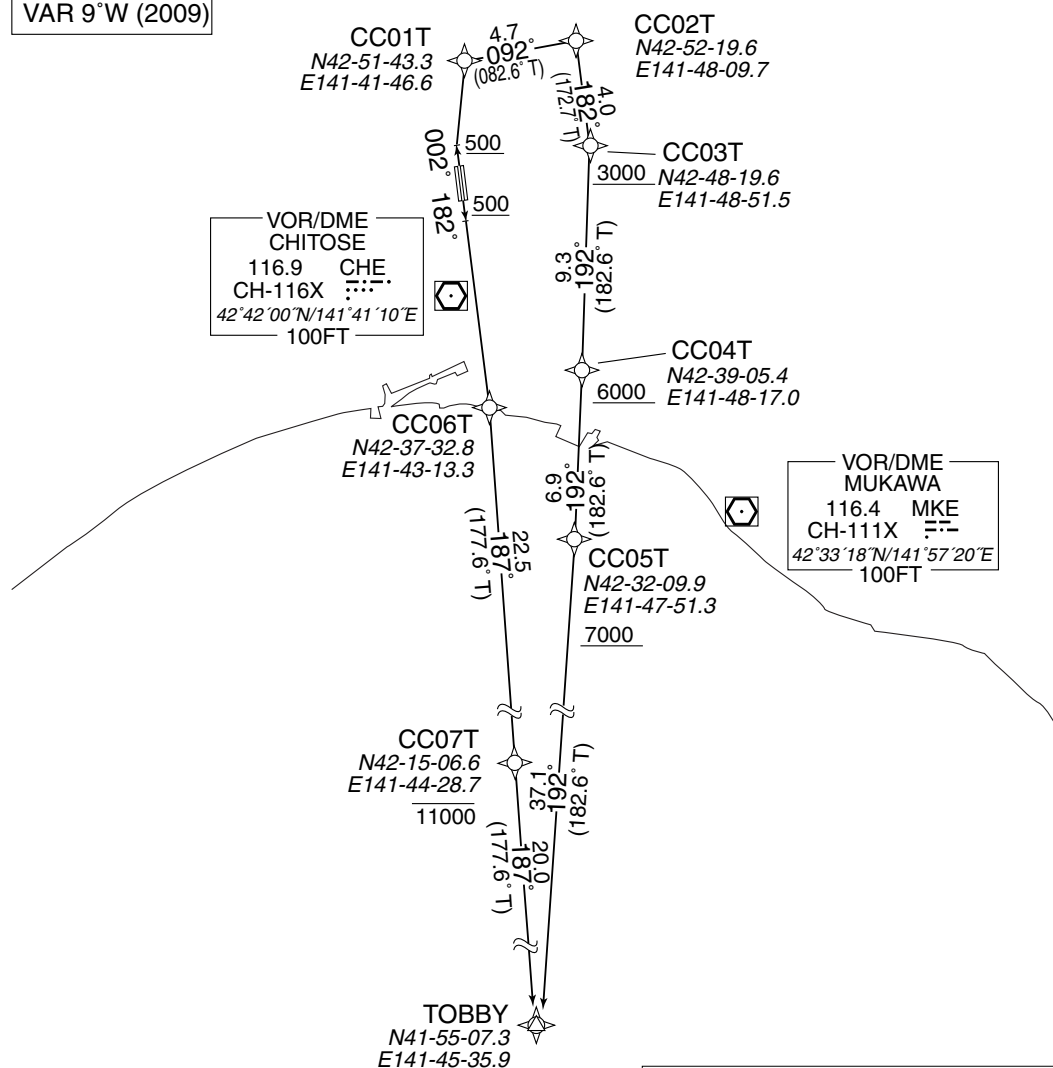 VAR 9°W (2009)
CC01T
N42-51-43.3
E141-41-46.6
4.7
092°
(082.6°T)
CC02T
N42-52-19.6
E141-48-09.7
4.0
182°
(172.7°T)
CC03T
N42-48-19.6
E141-48-51.5
3000
002°
500
182°
500
VOR/DME
CHITOSE
116.9 CHE
CH-116X
42°42´00˝N/141°41´10˝E
100FT
9.3
192°
(182.6°T)
CC04T
N42-39-05.4
E141-48-17.0
6000
CC06T
N42-37-32.8
E141-43-13.3
6.9
192°
(182.6°T)
VOR/DME
MUKAWA
116.4 MKE
CH-111X
42°33´18˝N/141°57´20˝E
100FT
22.5
187°
(177.6°T)
CC05T
N42-32-09.9
E141-47-51.3
7000
CC07T
N42-15-06.6
E141-44-28.7
11000
37.1
192°
(182.6°T)
20.0
187°
(177.6°T)
TOBBY
N41-55-07.3
E141-45-35.9